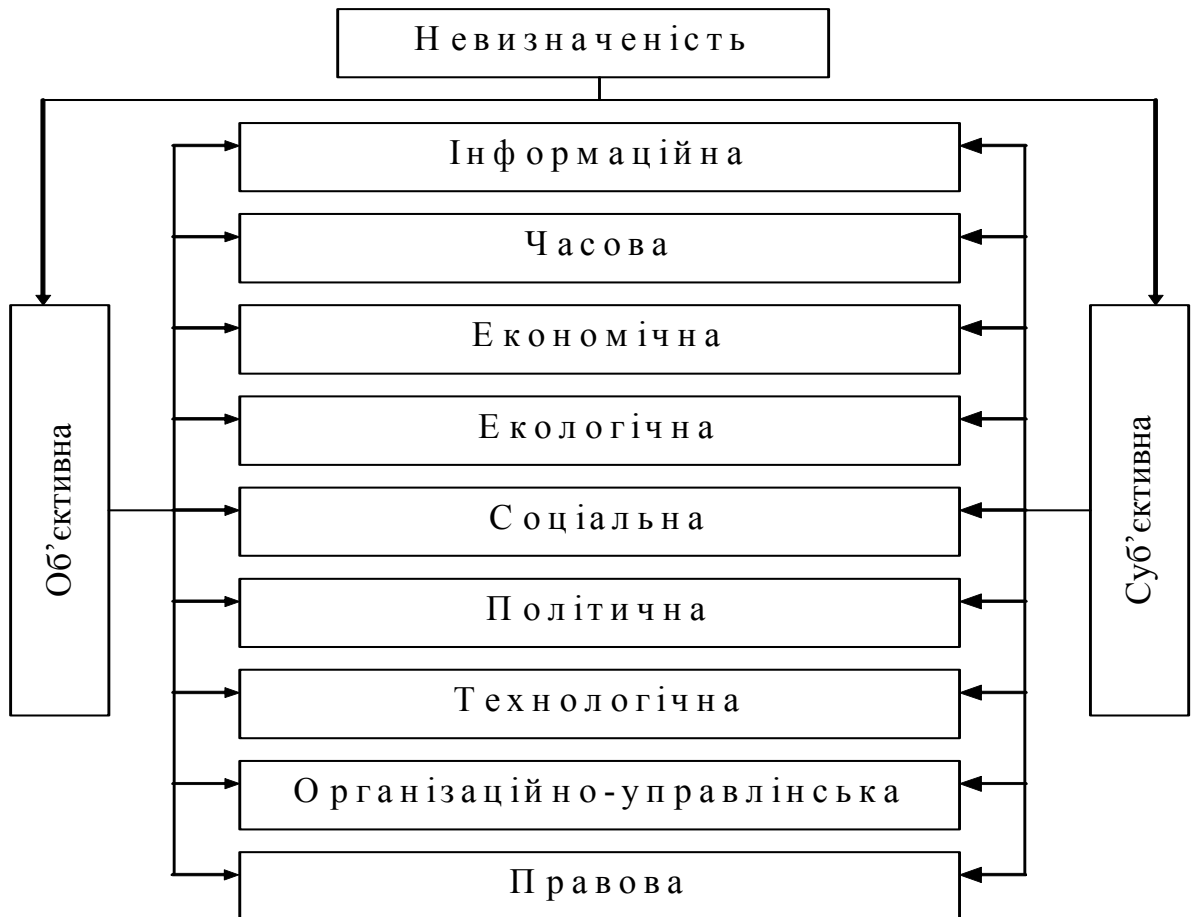 Невизначеність
Інформаційна
Часова
Економічна
Екологічна
Соціальна
Політична
Технологічна
Організаційно-управлінська
Правова
Об’єктивна
Суб’єктивна